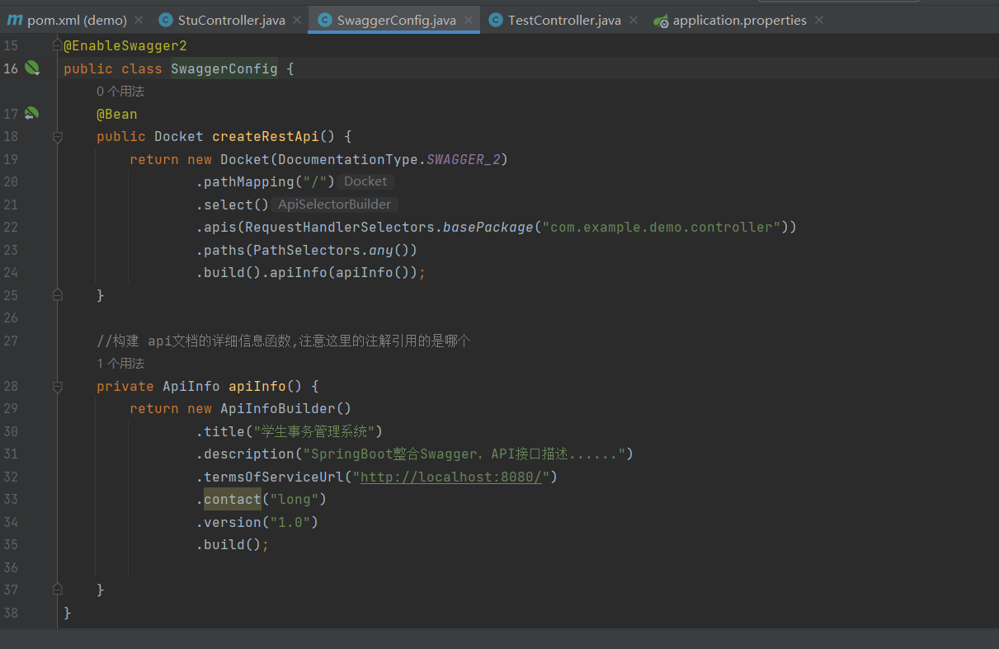 m pom.xml (demo) × C StuController.java × C SwaggerConfig.java × C TestController.java × application.properties ×
15 @EnableSwagger2
16 public class SwaggerConfig {
0 个用法
17 @Bean
18 public Docket createRestApi() {
19 return new Docket(DocumentationType.SWAGGER_2)
20 .pathMapping("/") Docket
21 .select() ApiSelectorBuilder
22 .apis(RequestHandlerSelectors.basePackage("com.example.demo.controller"))
23 .paths(PathSelectors.any())
24 .build().apiInfo(apiInfo());
25 }
26
27 //构建 api文档的详细信息函数,注意这里的注解引用的是哪个
1 个用法
28 private ApiInfo apiInfo() {
29 return new ApiInfoBuilder()
30 .title("学生事务管理系统")
31 .description("SpringBoot整合Swagger，API接口描述......")
32 .termsOfServiceUrl("http://localhost:8080/")
33 .contact("long")
34 .version("1.0")
35 .build();
36
37 }
38 }